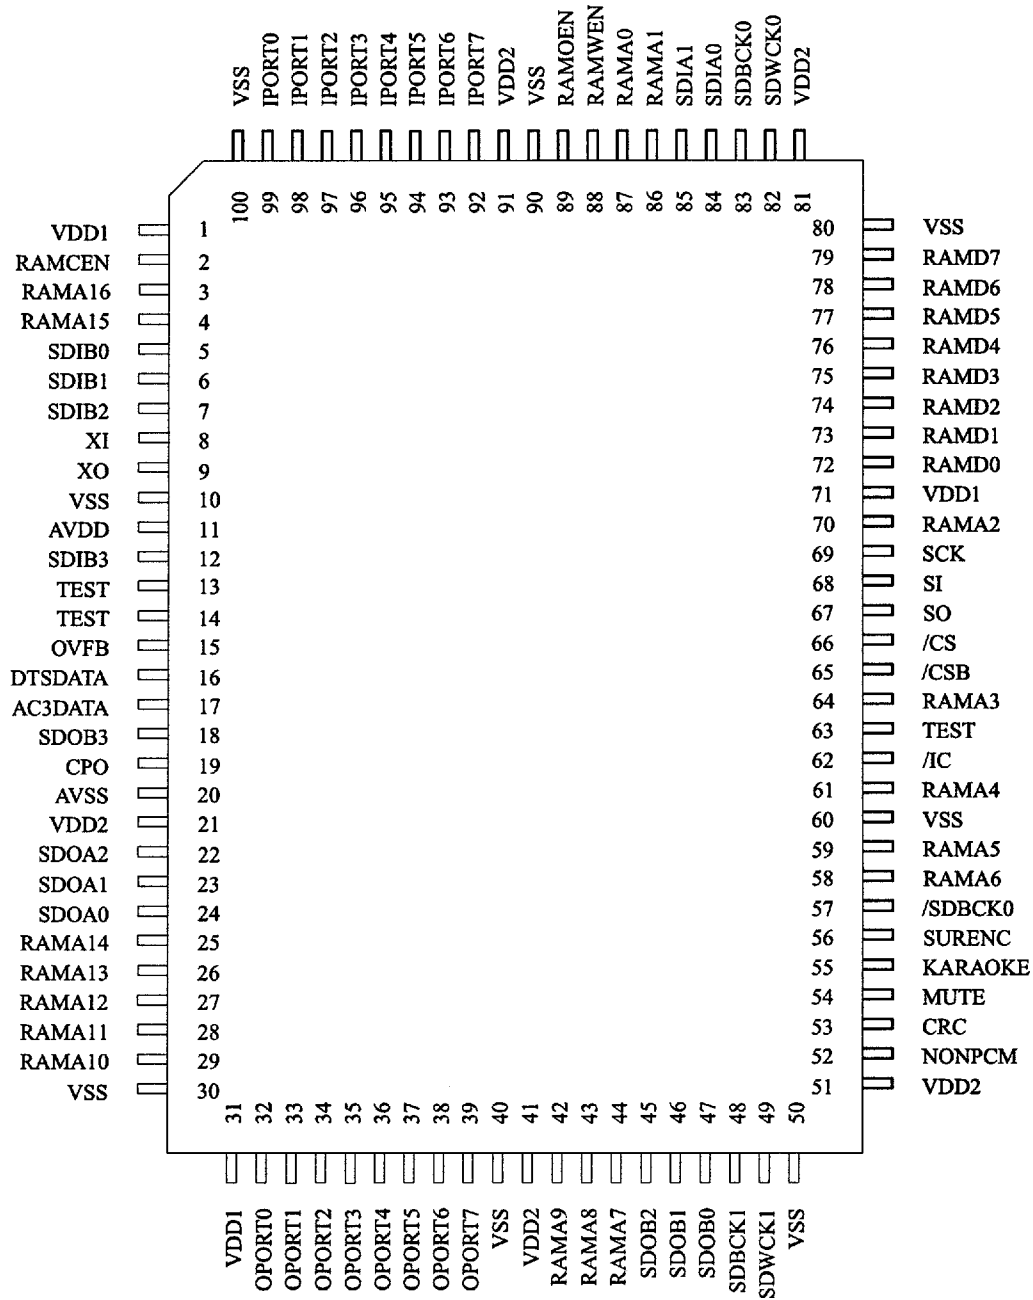 VSS IPORT0 IPORT1 IPORT2 IPORT3 IPORT4 IPORT5 IPORT6 IPORT7 VDD2 VSS RAMOEN RAMWEN RAMA0 RAMA1 SDIA1 SDIA0 SDBCK0 SDWCK0 VDD2
100 99 98 97 96 95 94 93 92 91 90 89 88 87 86 85 84 83 82 81
VDD1 1 80 VSS
RAMCEN 2 79 RAMD7
RAMA16 3 78 RAMD6
RAMA15 4 77 RAMD5
SDIB0 5 76 RAMD4
SDIB1 6 75 RAMD3
SDIB2 7 74 RAMD2
XI 8 73 RAMD1
XO 9 72 RAMD0
VSS 10 71 VDD1
AVDD 11 70 RAMA2
SDIB3 12 69 SCK
TEST 13 68 SI
TEST 14 67 SO
OVFB 15 66 /CS
DTSDATA 16 65 /CSB
AC3DATA 17 64 RAMA3
SDOB3 18 63 TEST
CPO 19 62 /IC
AVSS 20 61 RAMA4
VDD2 21 60 VSS
SDOA2 22 59 RAMA5
SDOA1 23 58 RAMA6
SDOA0 24 57 /SDBCK0
RAMA14 25 56 SURENC
RAMA13 26 55 KARAOKE
RAMA12 27 54 MUTE
RAMA11 28 53 CRC
RAMA10 29 52 NONPCM
VSS 30 51 VDD2
31 32 33 34 35 36 37 38 39 40 41 42 43 44 45 46 47 48 49 50
VDD1 OPORT0 OPORT1 OPORT2 OPORT3 OPORT4 OPORT5 OPORT6 OPORT7 VSS VDD2 RAMA9 RAMA8 RAMA7 SDOB2 SDOB1 SDOB0 SDBCK1 SDWCK1 VSS